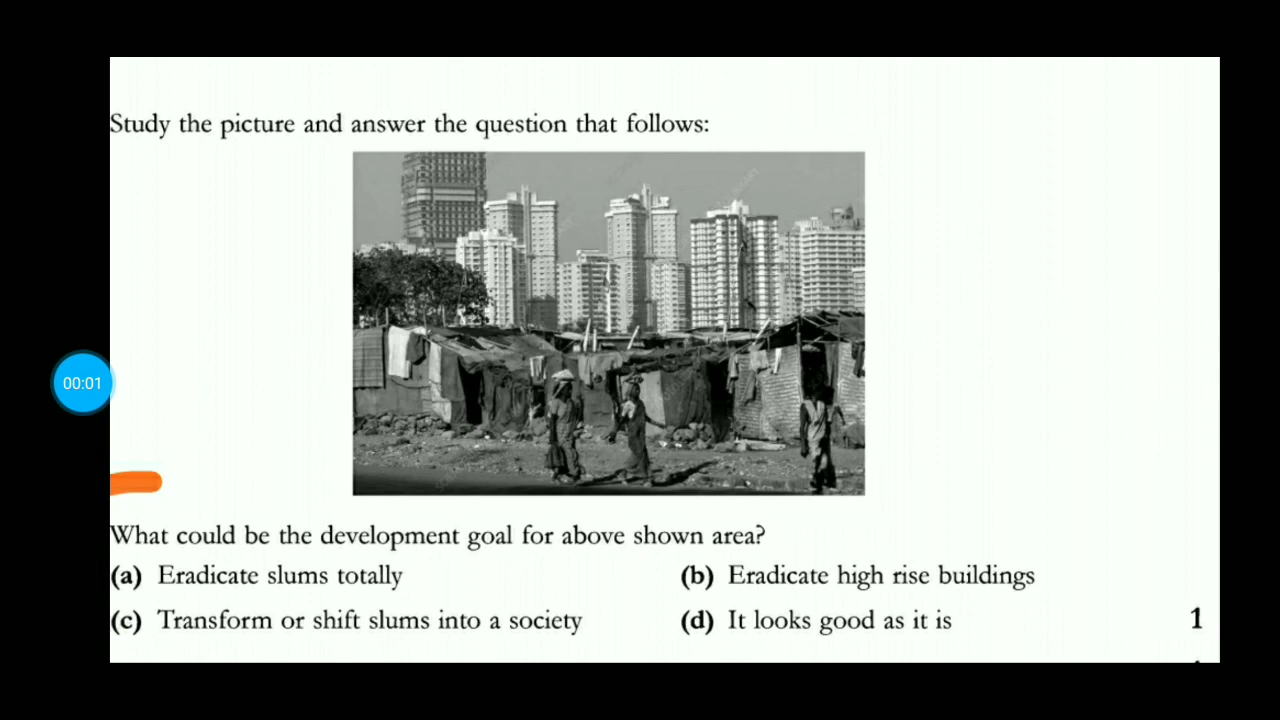 Study the picture and answer the question that follows:
00:01
What could be the development goal for above shown area?
(a) Eradicate slums totally (b) Eradicate high rise buildings
(c) Transform or shift slums into a society (d) It looks good as it is 1